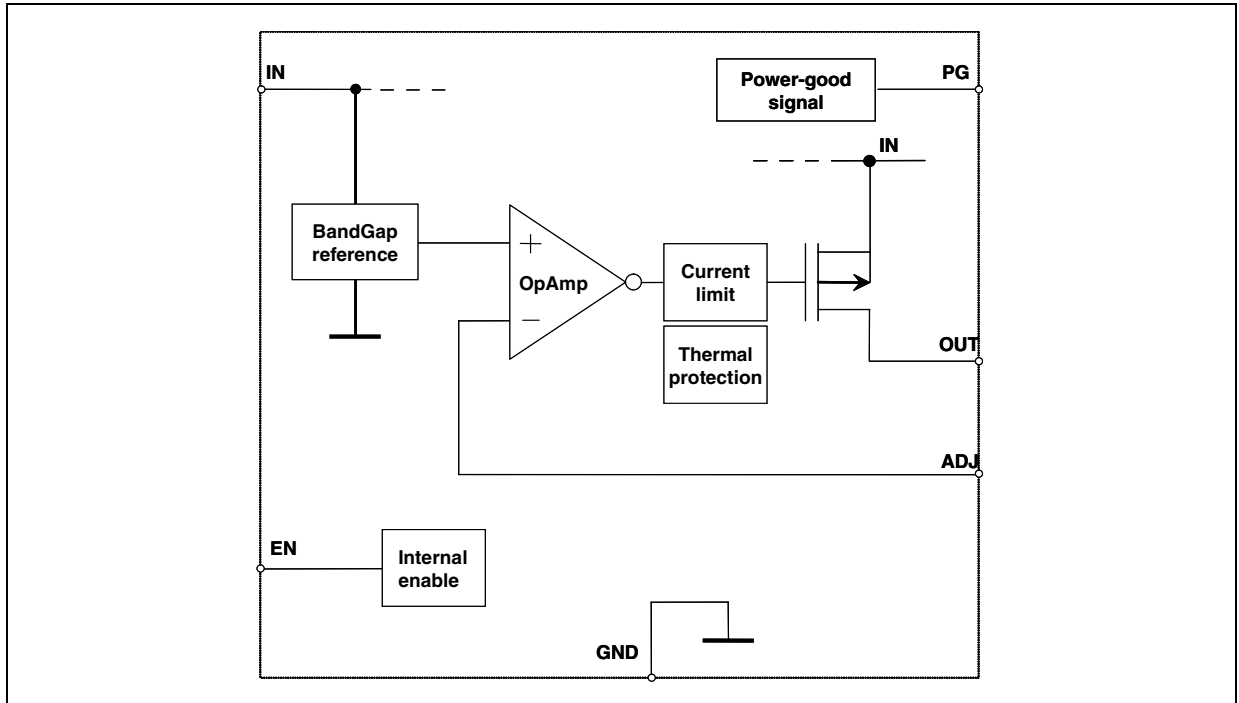 IN
Power-good
signal
PG
IN
BandGap
reference
+
OpAmp
−
Current
limit
Thermal
protection
OUT
ADJ
EN
Internal
enable
GND